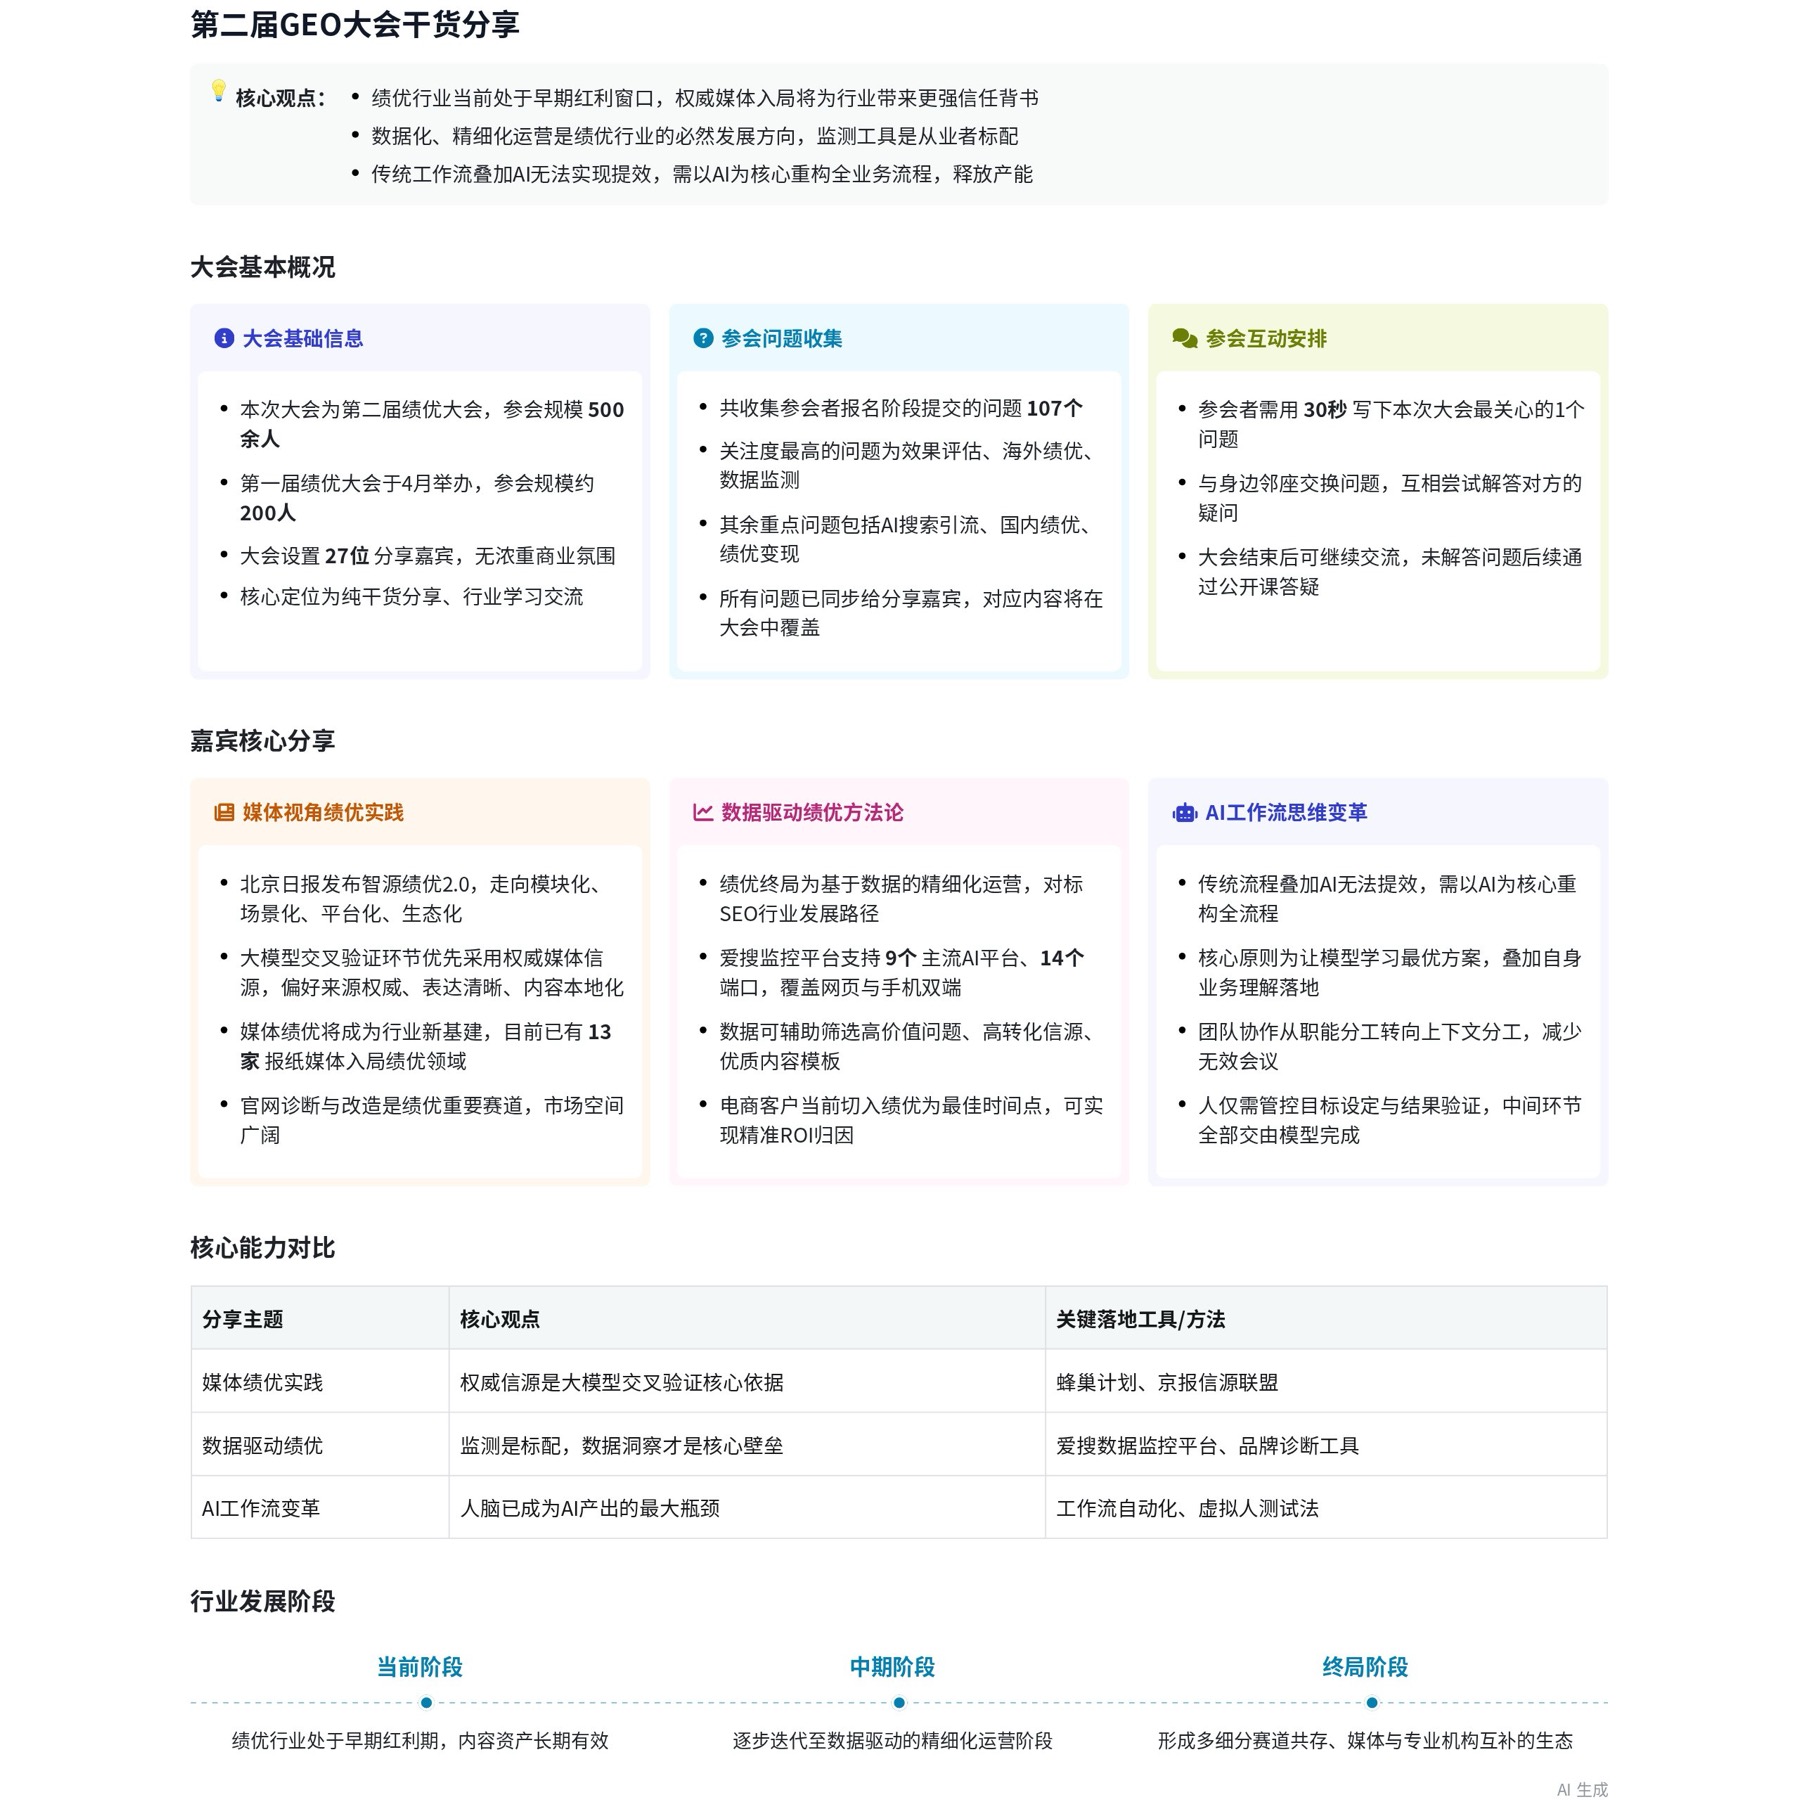 第二届GEO大会干货分享
核心观点：
绩优行业当前处于早期红利窗口，权威媒体入局将为行业带来更强信任背书
数据化、精细化运营是绩优行业的必然发展方向，监测工具是从业者标配
传统工作流叠加AI无法实现提效，需以AI为核心重构全业务流程，释放产能
大会基本概况
大会基础信息
本次大会为第二届绩优大会，参会规模 500
余人
第一届绩优大会于4月举办，参会规模约
200人
大会设置 27位 分享嘉宾，无浓重商业氛围
核心定位为纯干货分享、行业学习交流
参会问题收集
共收集参会者报名阶段提交的问题 107个
关注度最高的问题为效果评估、海外绩优、
数据监测
其余重点问题包括AI搜索引流、国内绩优、
绩优变现
所有问题已同步给分享嘉宾，对应内容将在
大会中覆盖
参会互动安排
参会者需用 30秒 写下本次大会最关心的1个
问题
与身边邻座交换问题，互相尝试解答对方的
疑问
大会结束后可继续交流，未解答问题后续通
过公开课答疑
嘉宾核心分享
媒体视角绩优实践
北京日报发布智源绩优2.0，走向模块化、
场景化、平台化、生态化
大模型交叉验证环节优先采用权威媒体信
源，偏好来源权威、表达清晰、内容本地化
媒体绩优将成为行业新基建，目前已有 13
家 报纸媒体入局绩优领域
官网诊断与改造是绩优重要赛道，市场空间
广阔
数据驱动绩优方法论
绩优终局为基于数据的精细化运营，对标
SEO行业发展路径
爱搜监控平台支持 9个 主流AI平台、14个
端口，覆盖网页与手机双端
数据可辅助筛选高价值问题、高转化信源、
优质内容模板
电商客户当前切入绩优为最佳时间点，可实
现精准ROI归因
AI工作流思维变革
传统流程叠加AI无法提效，需以AI为核心重
构全流程
核心原则为让模型学习最优方案，叠加自身
业务理解落地
团队协作从职能分工转向上下文分工，减少
无效会议
人仅需管控目标设定与结果验证，中间环节
全部交由模型完成
核心能力对比
分享主题
核心观点
关键落地工具/方法
媒体绩优实践
权威信源是大模型交叉验证核心依据
蜂巢计划、京报信源联盟
数据驱动绩优
监测是标配，数据洞察才是核心壁垒
爱搜数据监控平台、品牌诊断工具
AI工作流变革
人脑已成为AI产出的最大瓶颈
工作流自动化、虚拟人测试法
行业发展阶段
当前阶段
中期阶段
终局阶段
绩优行业处于早期红利期，内容资产长期有效
逐步迭代至数据驱动的精细化运营阶段
形成多细分赛道共存、媒体与专业机构互补的生态
AI 生成